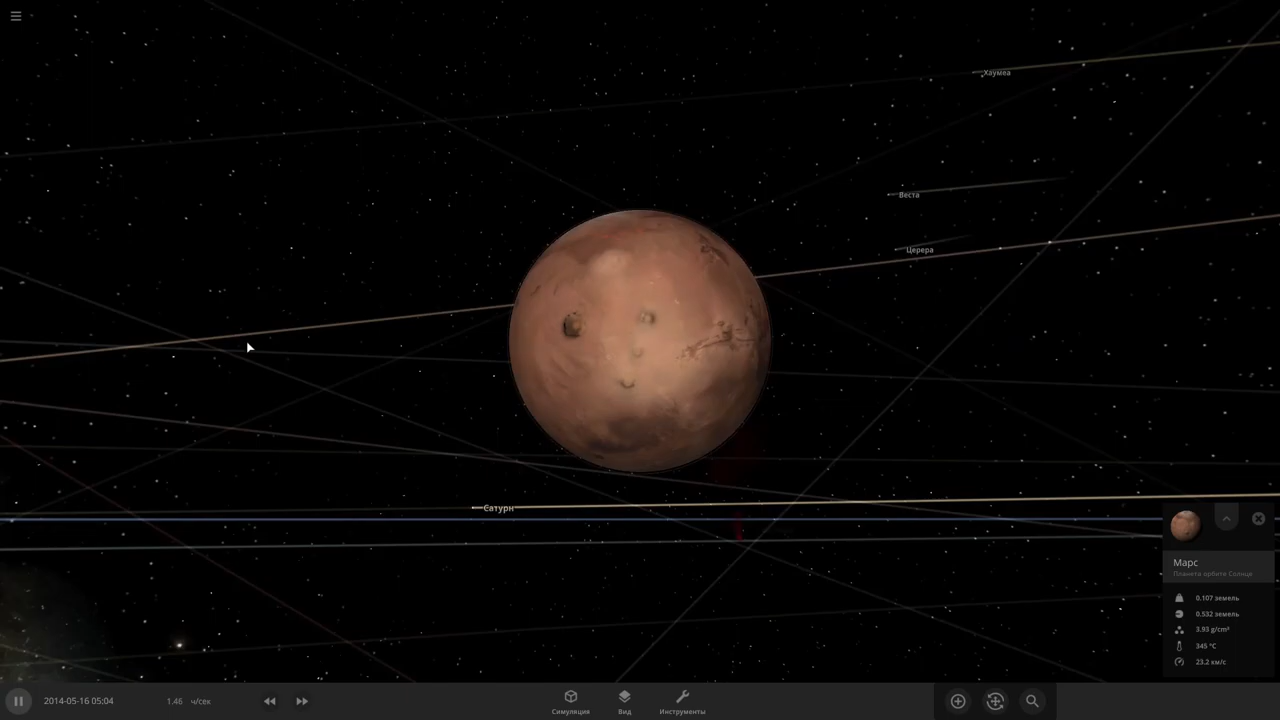 Хаумеа
Веста
Церера
Сатурн
Марс
Планета орбите Солнце
0.107 земель
0.532 земель
3.93 g/cm³
345 °C
23.2 км/с
2014-05-16 05:04
1.46 ч/сек
Симуляция
Вид
Инструменты